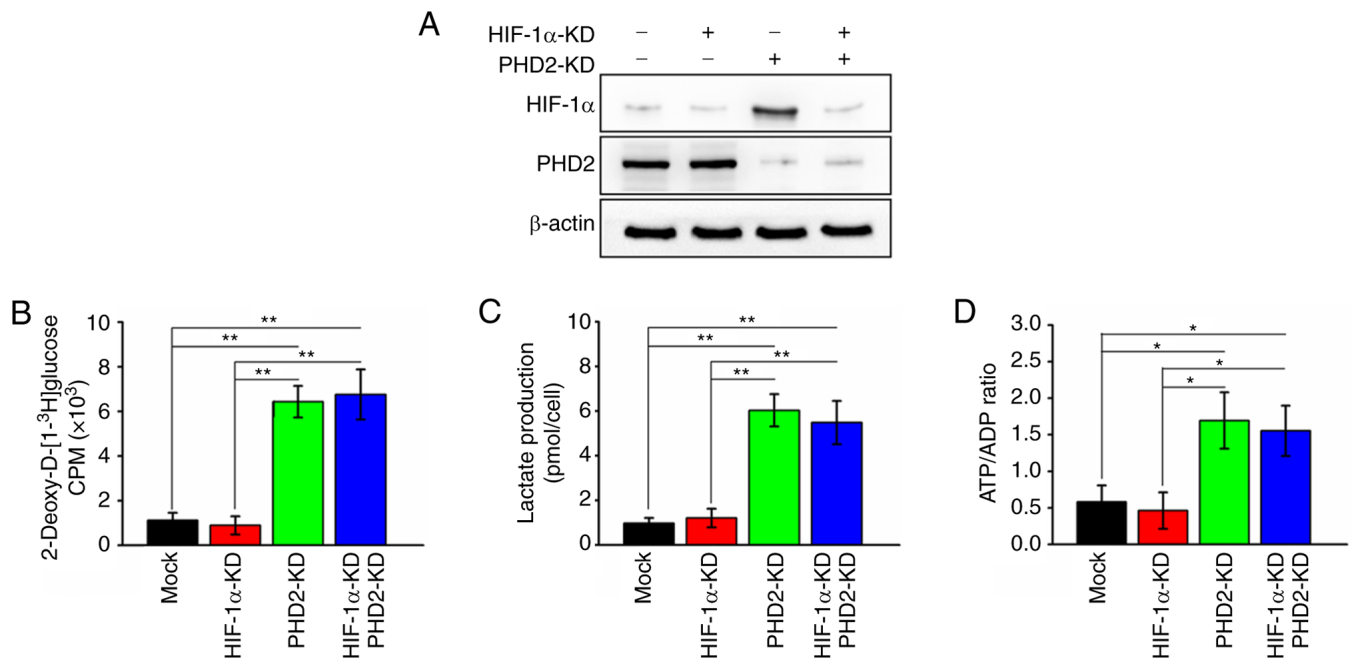 A
HIF-1α-KD − + − +
PHD2-KD − − + +
HIF-1α
PHD2
β-actin
B
2-Deoxy-D-[1-³H]glucose
CPM (×10³)
10
8
6
4
2
0
**
**
**
**
Mock
HIF-1α-KD
PHD2-KD
HIF-1α-KD
PHD2-KD
C
Lactate production
(pmol/cell)
10
8
6
4
2
0
**
**
**
**
Mock
HIF-1α-KD
PHD2-KD
HIF-1α-KD
PHD2-KD
D
ATP/ADP ratio
3.0
2.5
2.0
1.5
1.0
0.5
0.0
*
*
*
*
Mock
HIF-1α-KD
PHD2-KD
HIF-1α-KD
PHD2-KD